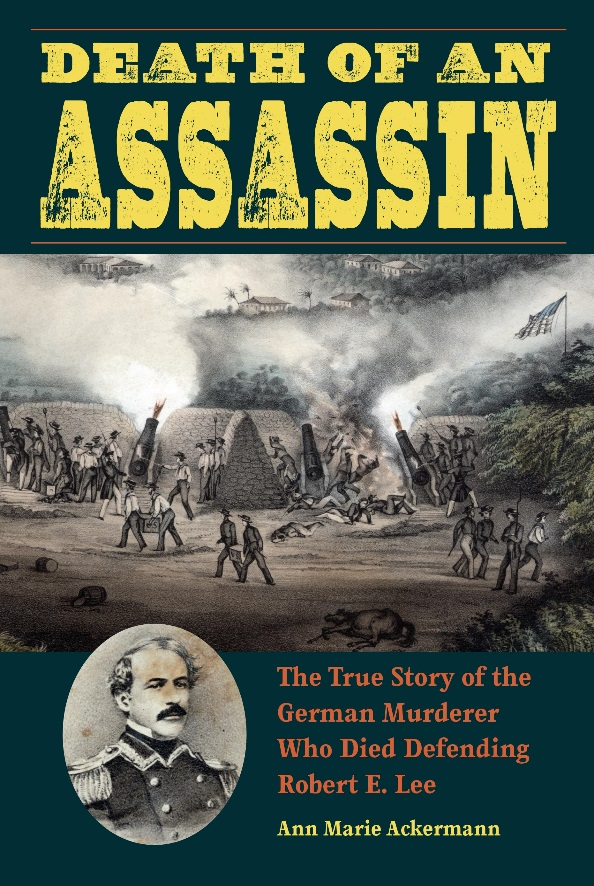 DEATH OF AN
ASSASSIN
The True Story of the
German Murderer
Who Died Defending
Robert E. Lee
Ann Marie Ackermann